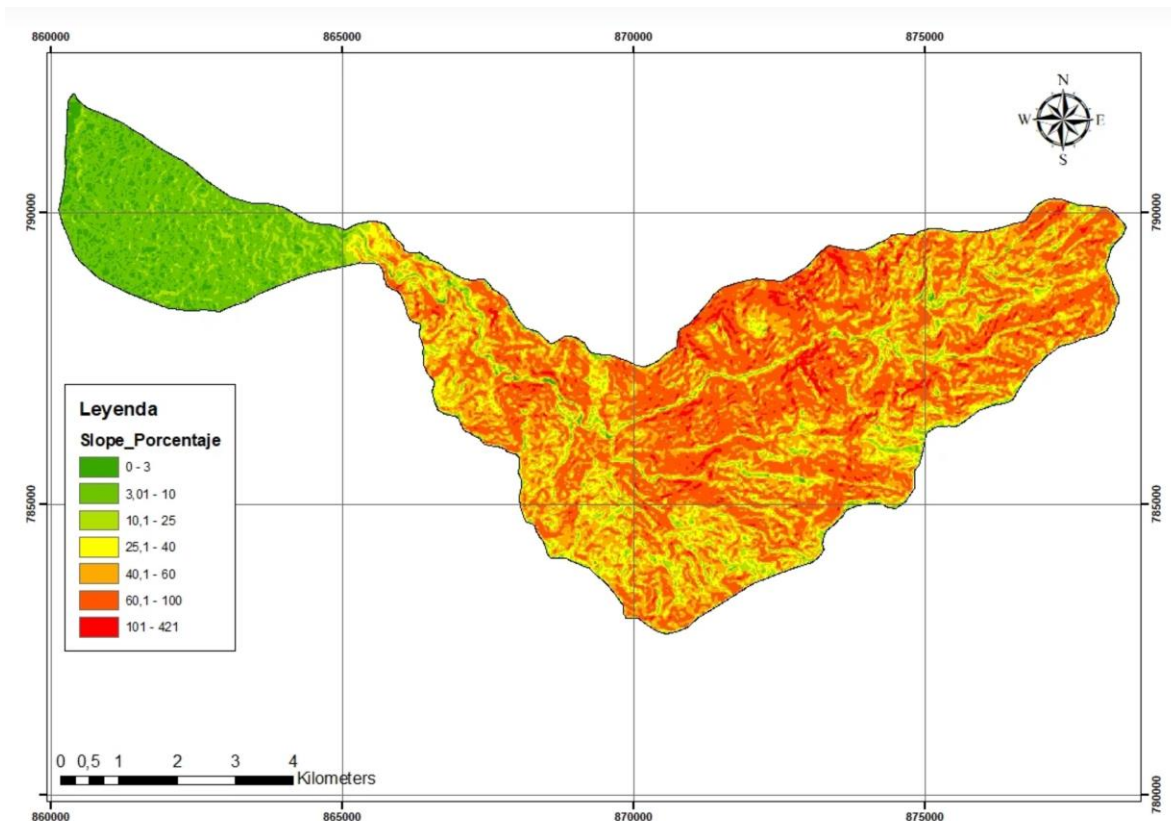 860000 865000 870000 875000
N
W E
S
790000 790000
Leyenda
Slope_Porcentaje
0 - 3
3,01 - 10
10,1 - 25
25,1 - 40
40,1 - 60
60,1 - 100
101 - 421
785000 785000
0 0,5 1 2 3 4
Kilometers
780000
860000 865000 870000 875000